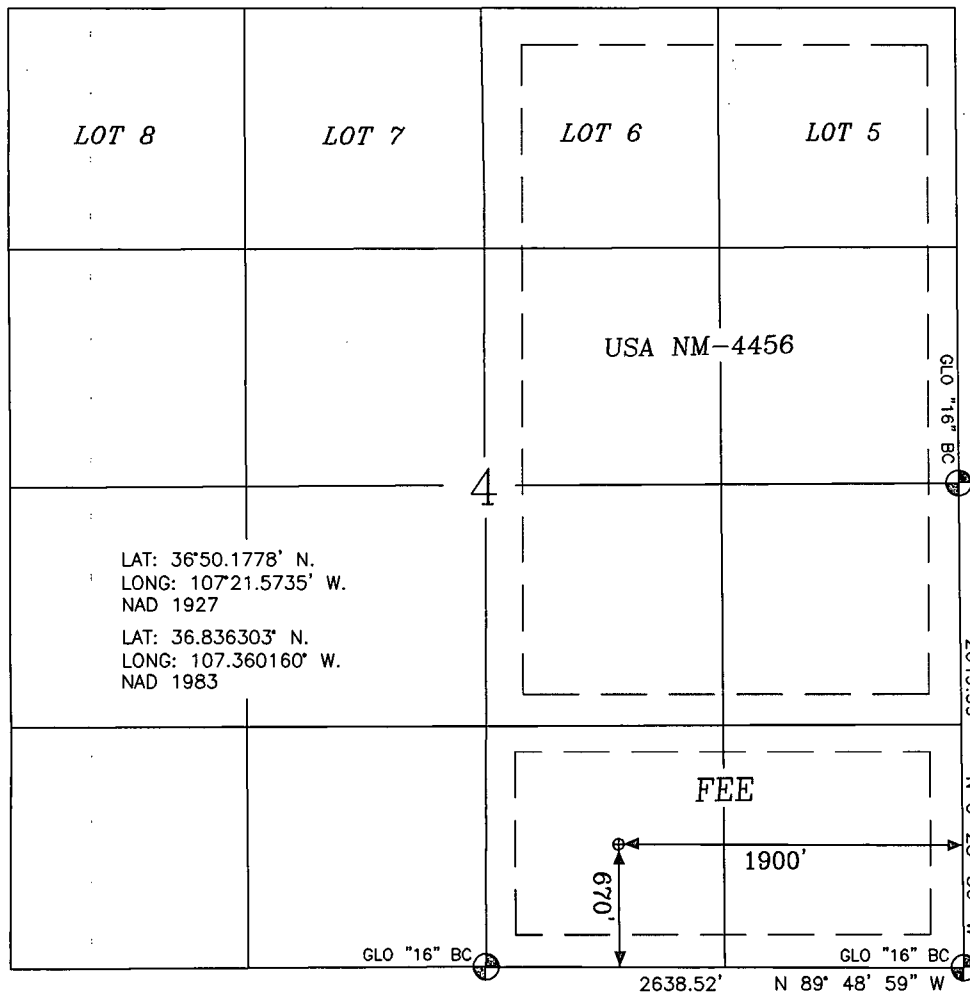 LOT 8
LOT 7
LOT 6
LOT 5
USA NM-4456
GLO "16" BC
4
LAT: 36°50.1778' N.
LONG: 107°21.5735' W.
NAD 1927
LAT: 36.836303° N.
LONG: 107.360160° W.
NAD 1983
FEE
1900'
670'
GLO "16" BC
GLO "16" BC
2638.52' N 89° 48' 59" W